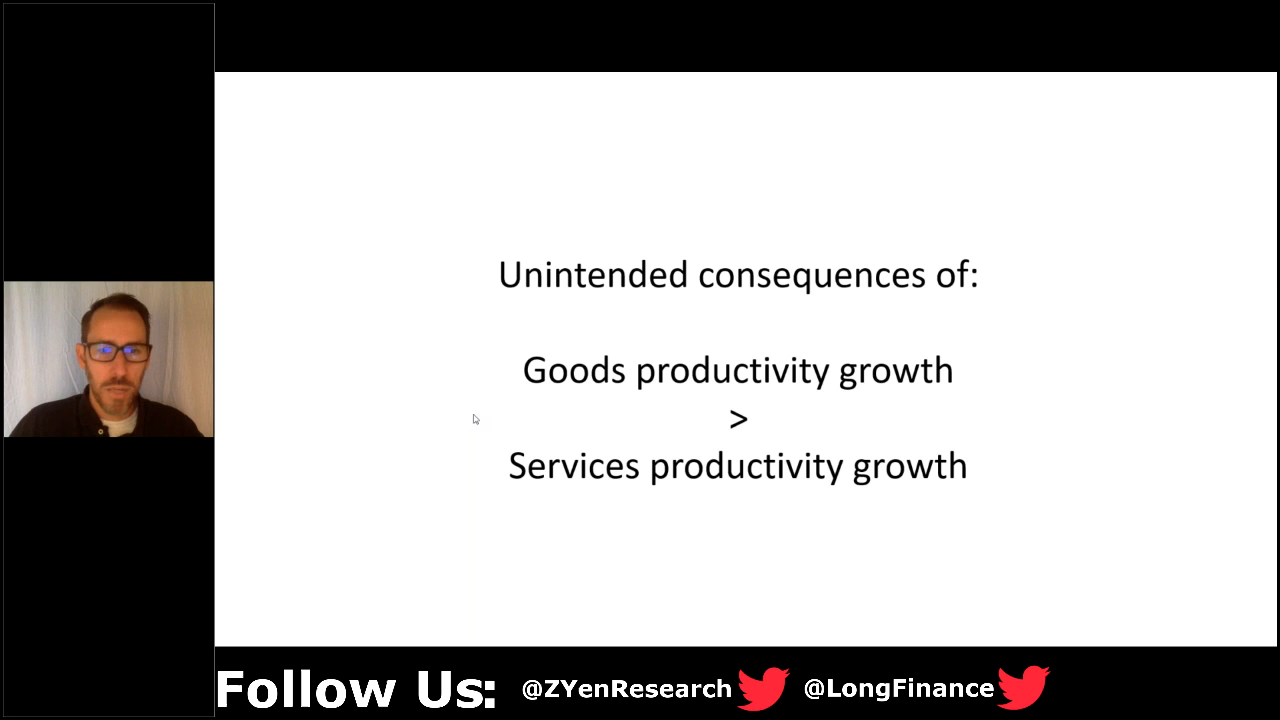 Unintended consequences of:
Goods productivity growth
>
Services productivity growth
Follow Us: @ZYenResearch @LongFinance